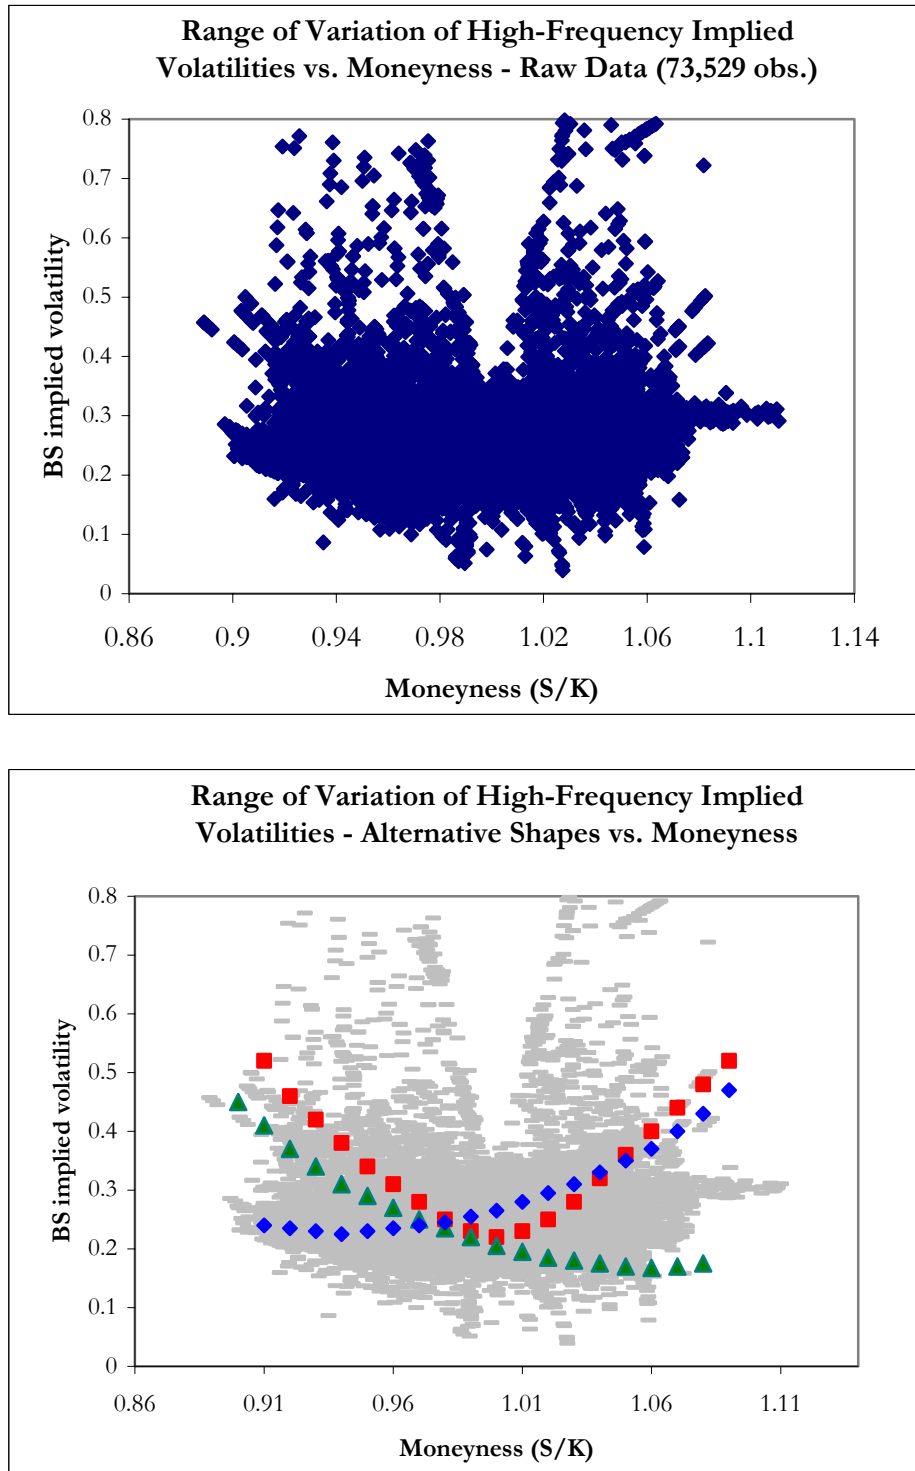 Range of Variation of High-Frequency Implied
Volatilities vs. Moneyness - Raw Data (73,529 obs.)
0.8
0.7
0.6
0.5
0.4
0.3
0.2
0.1
0
BS implied volatility
0.86 0.9 0.94 0.98 1.02 1.06 1.1 1.14
Moneyness (S/K)
Range of Variation of High-Frequency Implied
Volatilities - Alternative Shapes vs. Moneyness
0.8
0.7
0.6
0.5
0.4
0.3
0.2
0.1
0
BS implied volatility
0.86 0.91 0.96 1.01 1.06 1.11
Moneyness (S/K)